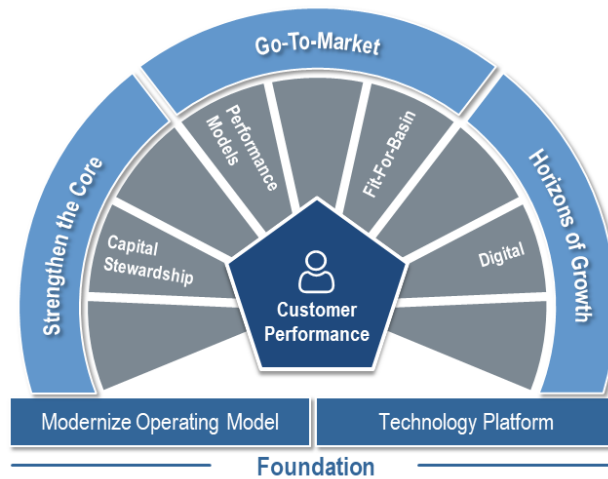 Go-To-Market
Strengthen the Core
Horizons of Growth
Performance
Models
Fit-For-Basin
Capital
Stewardship
Digital
Customer
Performance
Modernize Operating Model
Technology Platform
Foundation